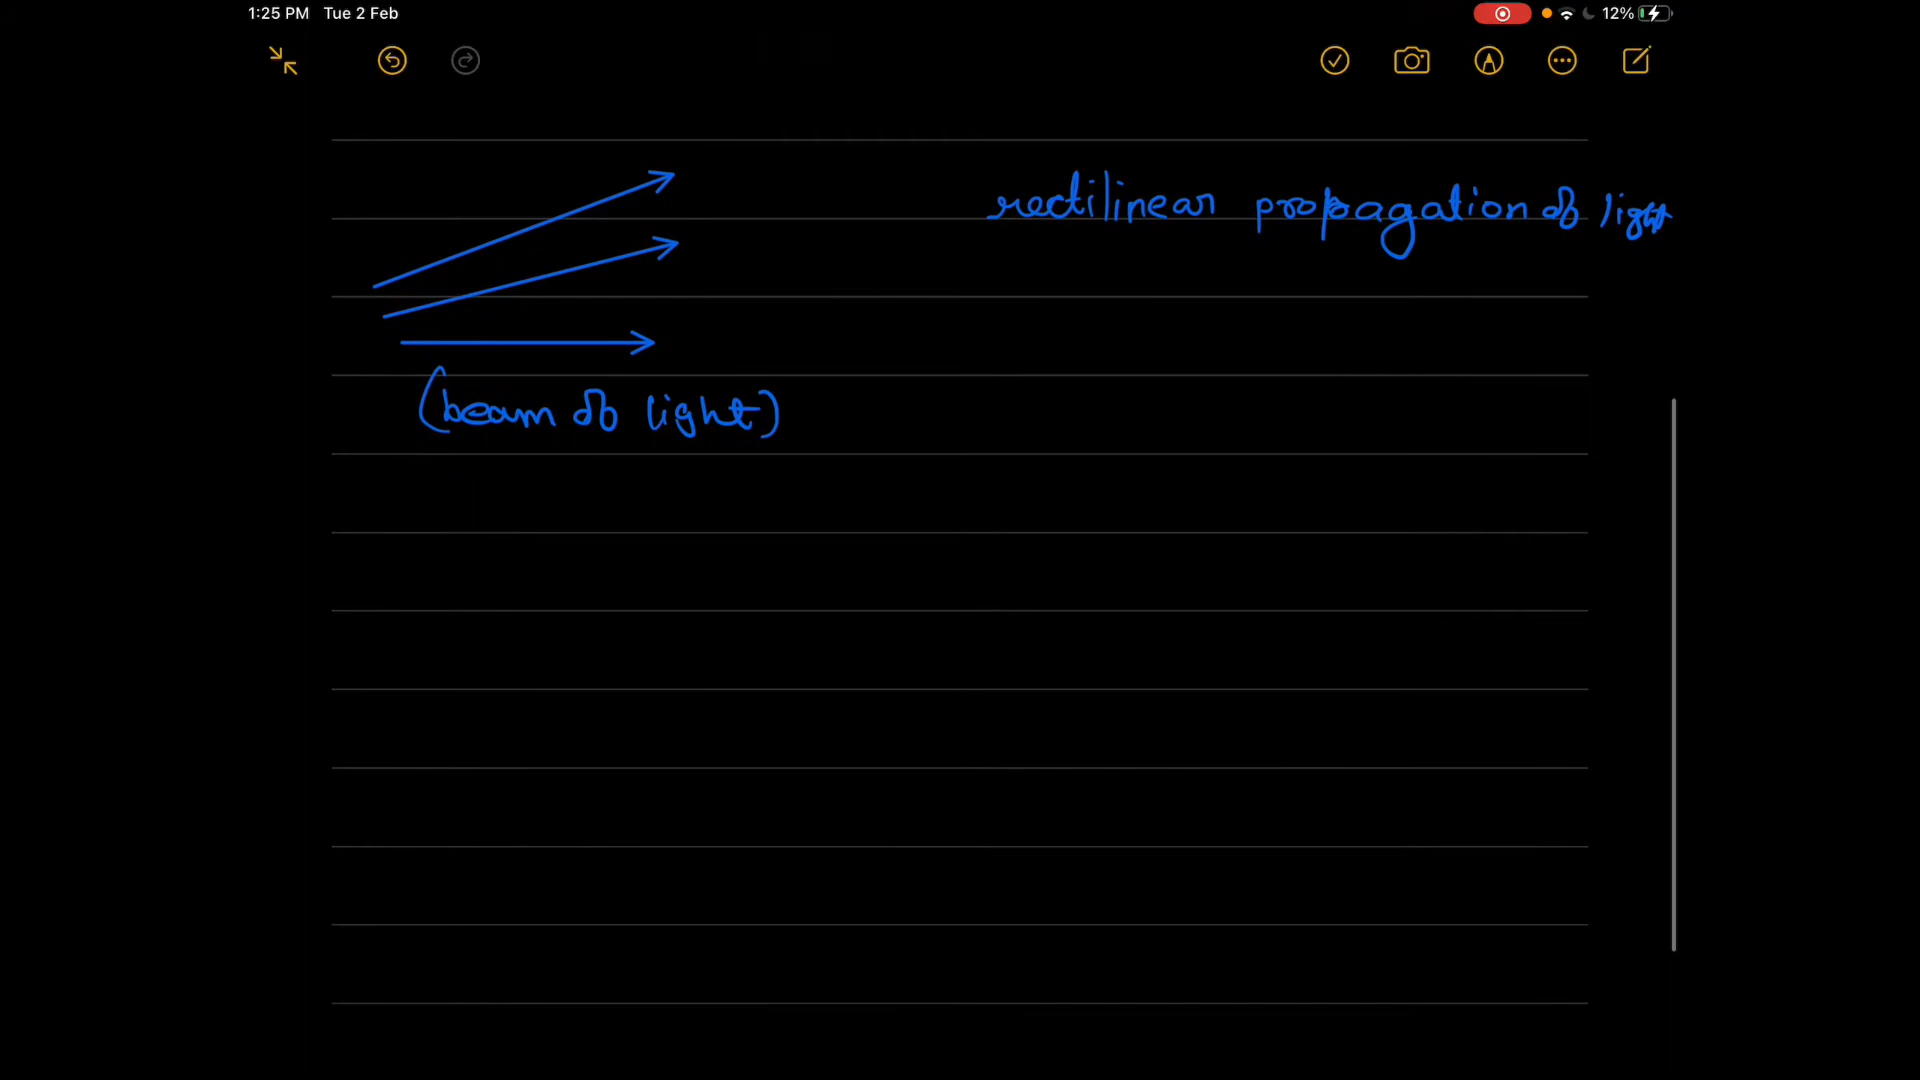 1:25 PM Tue 2 Feb 12%
rectilinear propagation of light
(beam of light)